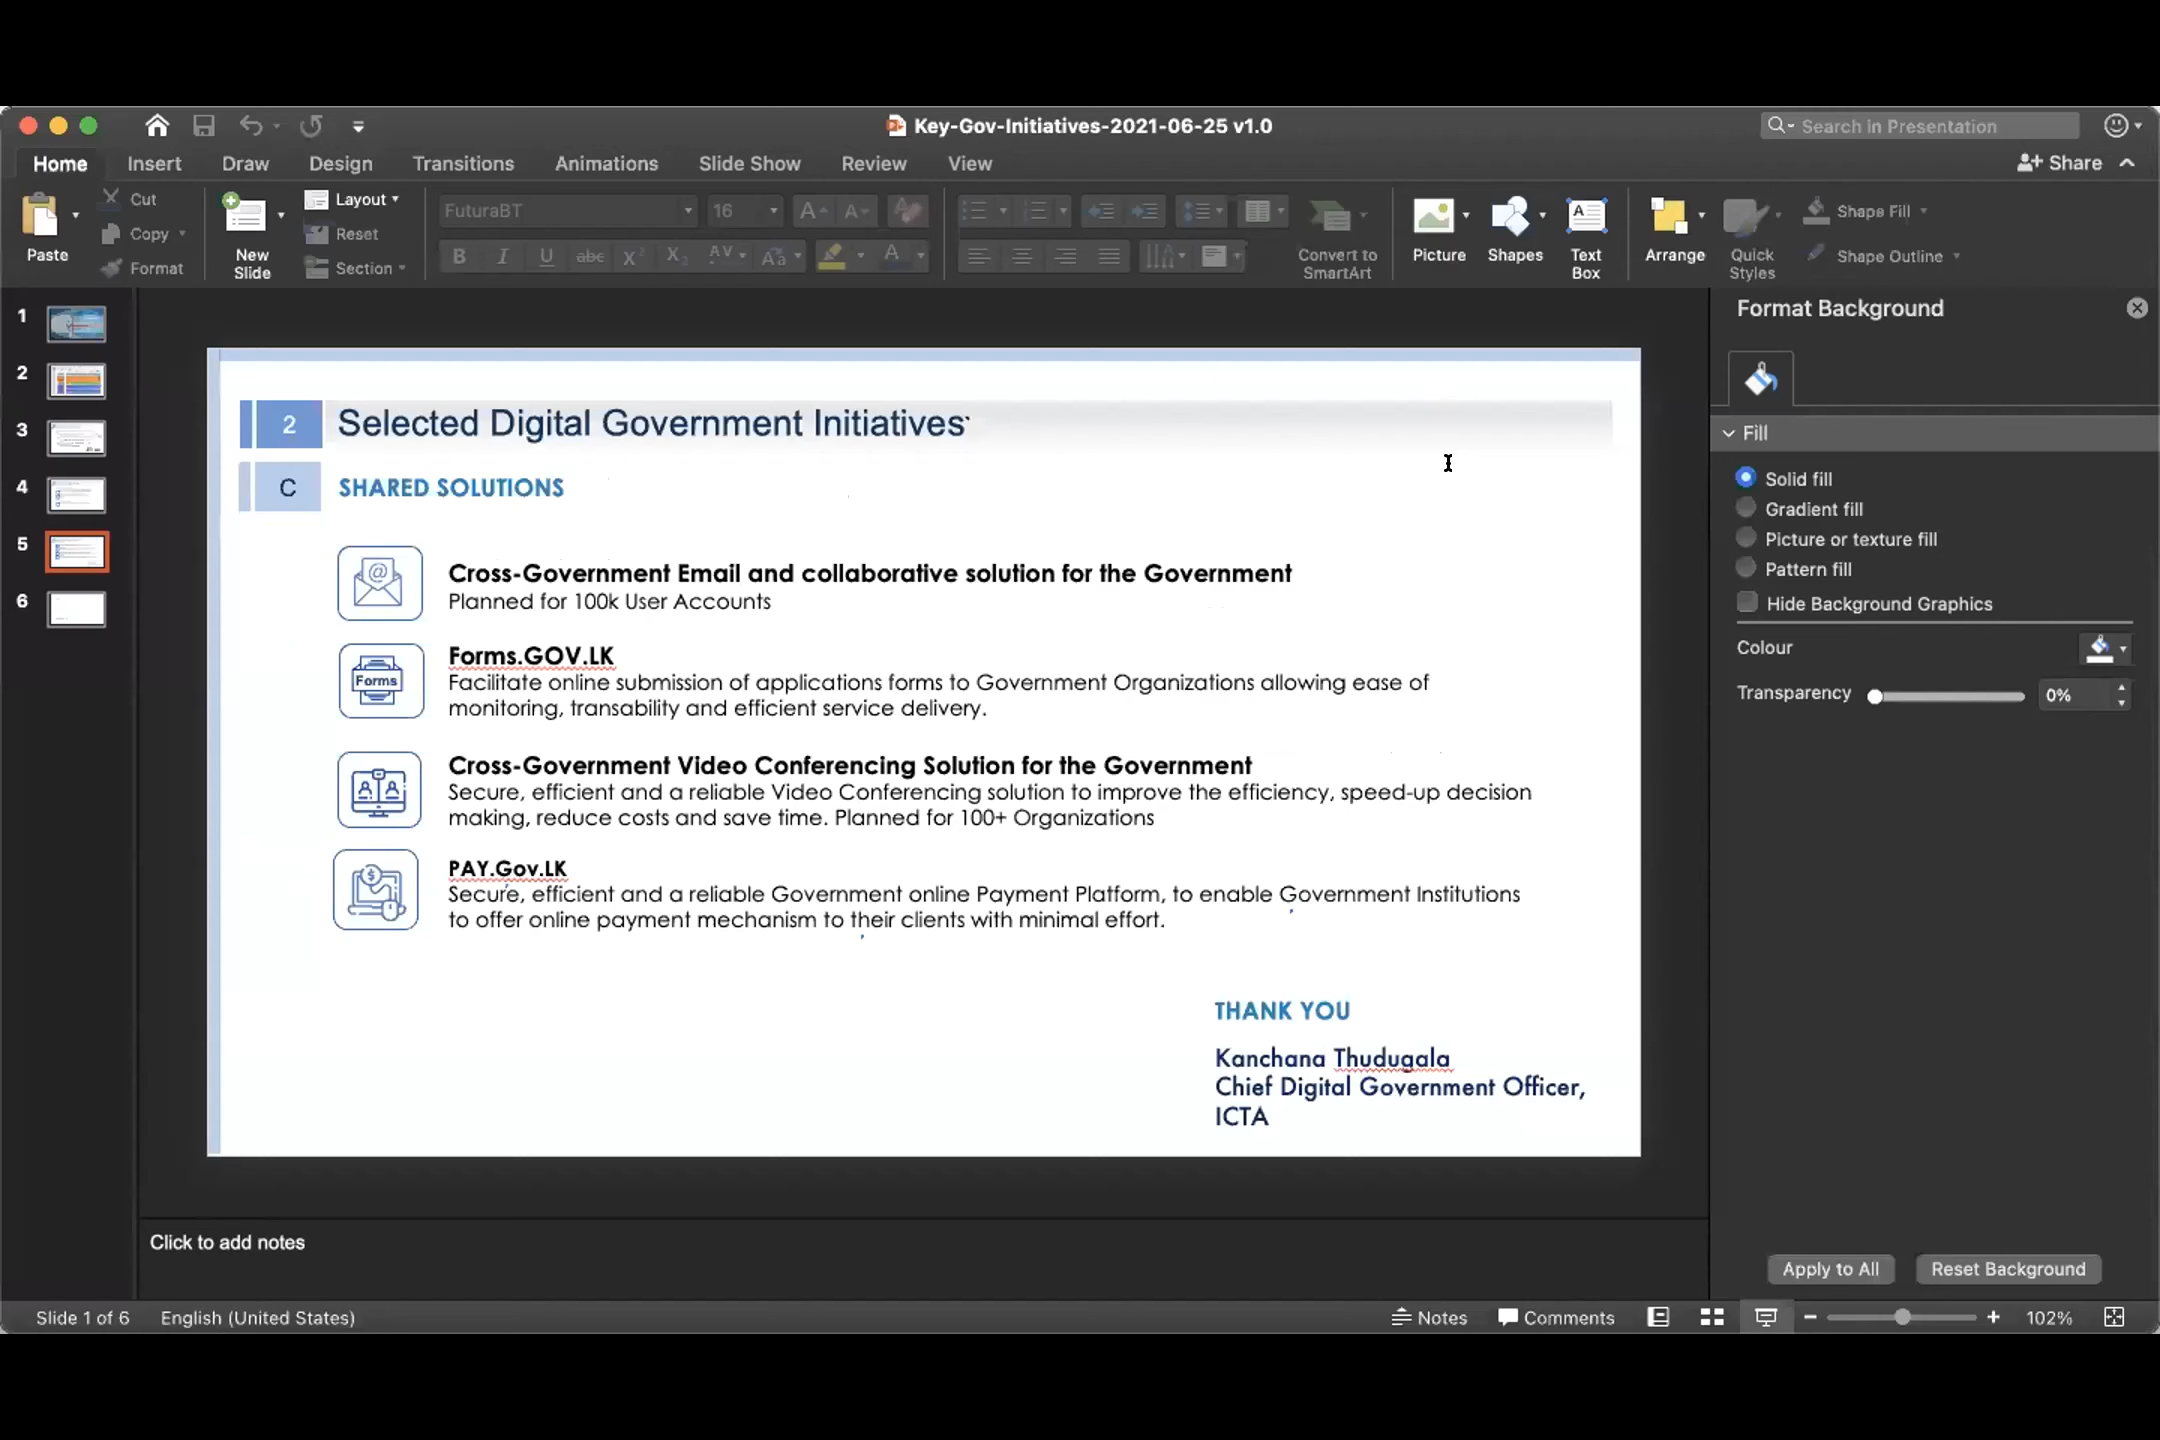 Key-Gov-Initiatives-2021-06-25 v1.0
Search in Presentation
Home Insert Draw Design Transitions Animations Slide Show Review View
Share
Paste
Cut
Copy
Format
New
Slide
Layout
Reset
Section
FuturaBT
16
Convert to
SmartArt
Picture
Shapes
Text
Box
Arrange
Quick
Styles
Shape Fill
Shape Outline
1
2
3
4
5
6
2 Selected Digital Government Initiatives
C SHARED SOLUTIONS
Cross-Government Email and collaborative solution for the Government
Planned for 100k User Accounts
Forms
Forms.GOV.LK
Facilitate online submission of applications forms to Government Organizations allowing ease of
monitoring, transability and efficient service delivery.
Cross-Government Video Conferencing Solution for the Government
Secure, efficient and a reliable Video Conferencing solution to improve the efficiency, speed-up decision
making, reduce costs and save time. Planned for 100+ Organizations
PAY.Gov.LK
Secure, efficient and a reliable Government online Payment Platform, to enable Government Institutions
to offer online payment mechanism to their clients with minimal effort.
THANK YOU
Kanchana Thudugala
Chief Digital Government Officer,
ICTA
Format Background
Fill
Solid fill
Gradient fill
Picture or texture fill
Pattern fill
Hide Background Graphics
Colour
Transparency 0%
Apply to All Reset Background
Click to add notes
Slide 1 of 6 English (United States) Notes Comments 102%